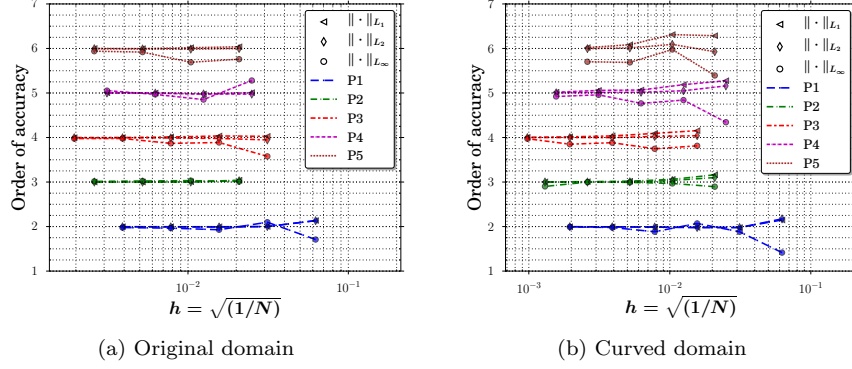 Order of accuracy
7
6
5
4
3
2
1
10⁻²
10⁻¹
h = √(1/N)
‖ · ‖_{L₁}
‖ · ‖_{L₂}
‖ · ‖_{L∞}
P1
P2
P3
P4
P5
(a) Original domain
Order of accuracy
7
6
5
4
3
2
1
10⁻³
10⁻²
10⁻¹
h = √(1/N)
‖ · ‖_{L₁}
‖ · ‖_{L₂}
‖ · ‖_{L∞}
P1
P2
P3
P4
P5
(b) Curved domain